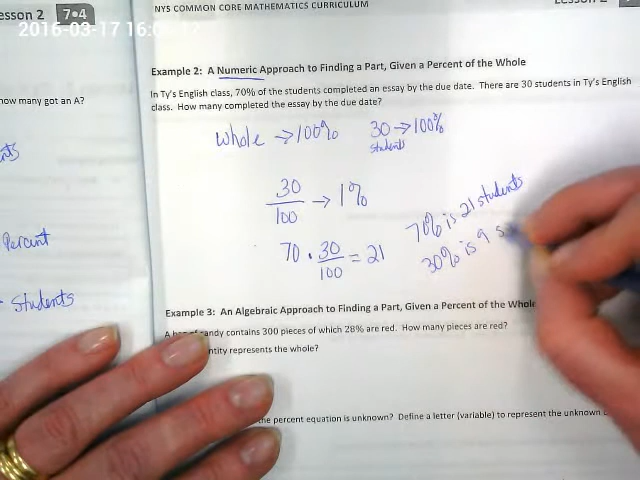 esson 2 7•4
NYS COMMON CORE MATHEMATICS CURRICULUM
2016-03-17 16:
how many got an A?
Percent
Students
Example 2: A Numeric Approach to Finding a Part, Given a Percent of the Whole
In Ty's English class, 70% of the students completed an essay by the due date. There are 30 students in Ty's English
class. How many completed the essay by the due date?
whole → 100% 30 → 100%
students
30/100 → 1%
70 · 30/100 = 21
70% is 21 students
30% is 9 s
Example 3: An Algebraic Approach to Finding a Part, Given a Percent of the Whole
A candy contains 300 pieces of which 28% are red. How many pieces are red?
ntity represents the whole?
the percent equation is unknown? Define a letter (variable) to represent the unknown